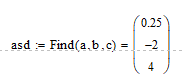 asd := Find(a,b,c) = (0.25
-2
4)